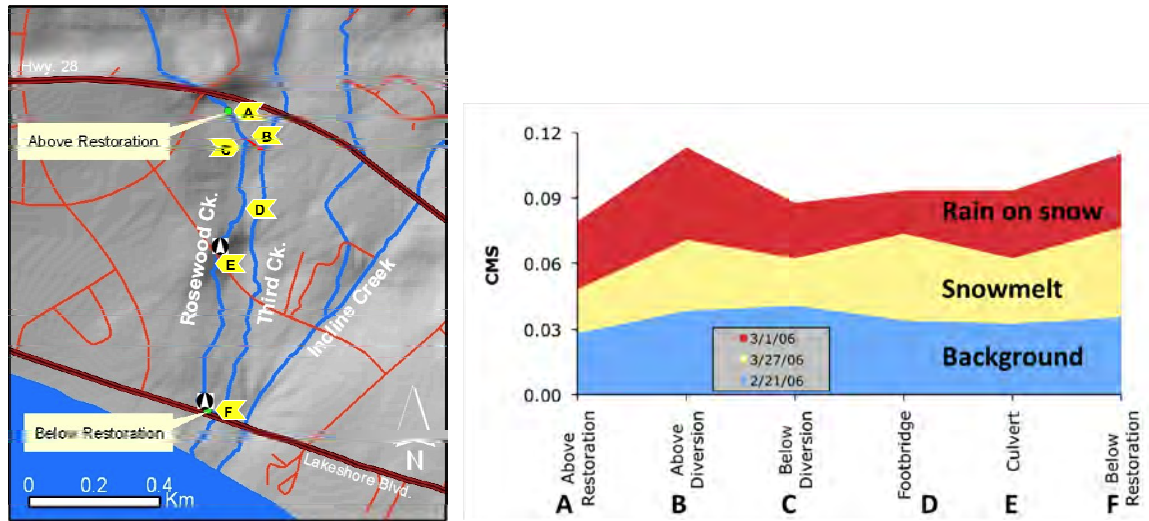 Hwy. 28
A
Above Restoration
B
C
D
Rosewood Ck.
E
Third Ck.
Incline Creek
F
Below Restoration
N
Lakeshore Blvd.
0 0.2 0.4
Km
0.12
0.09
0.06
0.03
0.00
CMS
Rain on snow
Snowmelt
Background
3/1/06
3/27/06
2/21/06
Above
Restoration
Above
Diversion
Below
Diversion
Footbridge
Culvert
Below
Restoration
A B C D E F